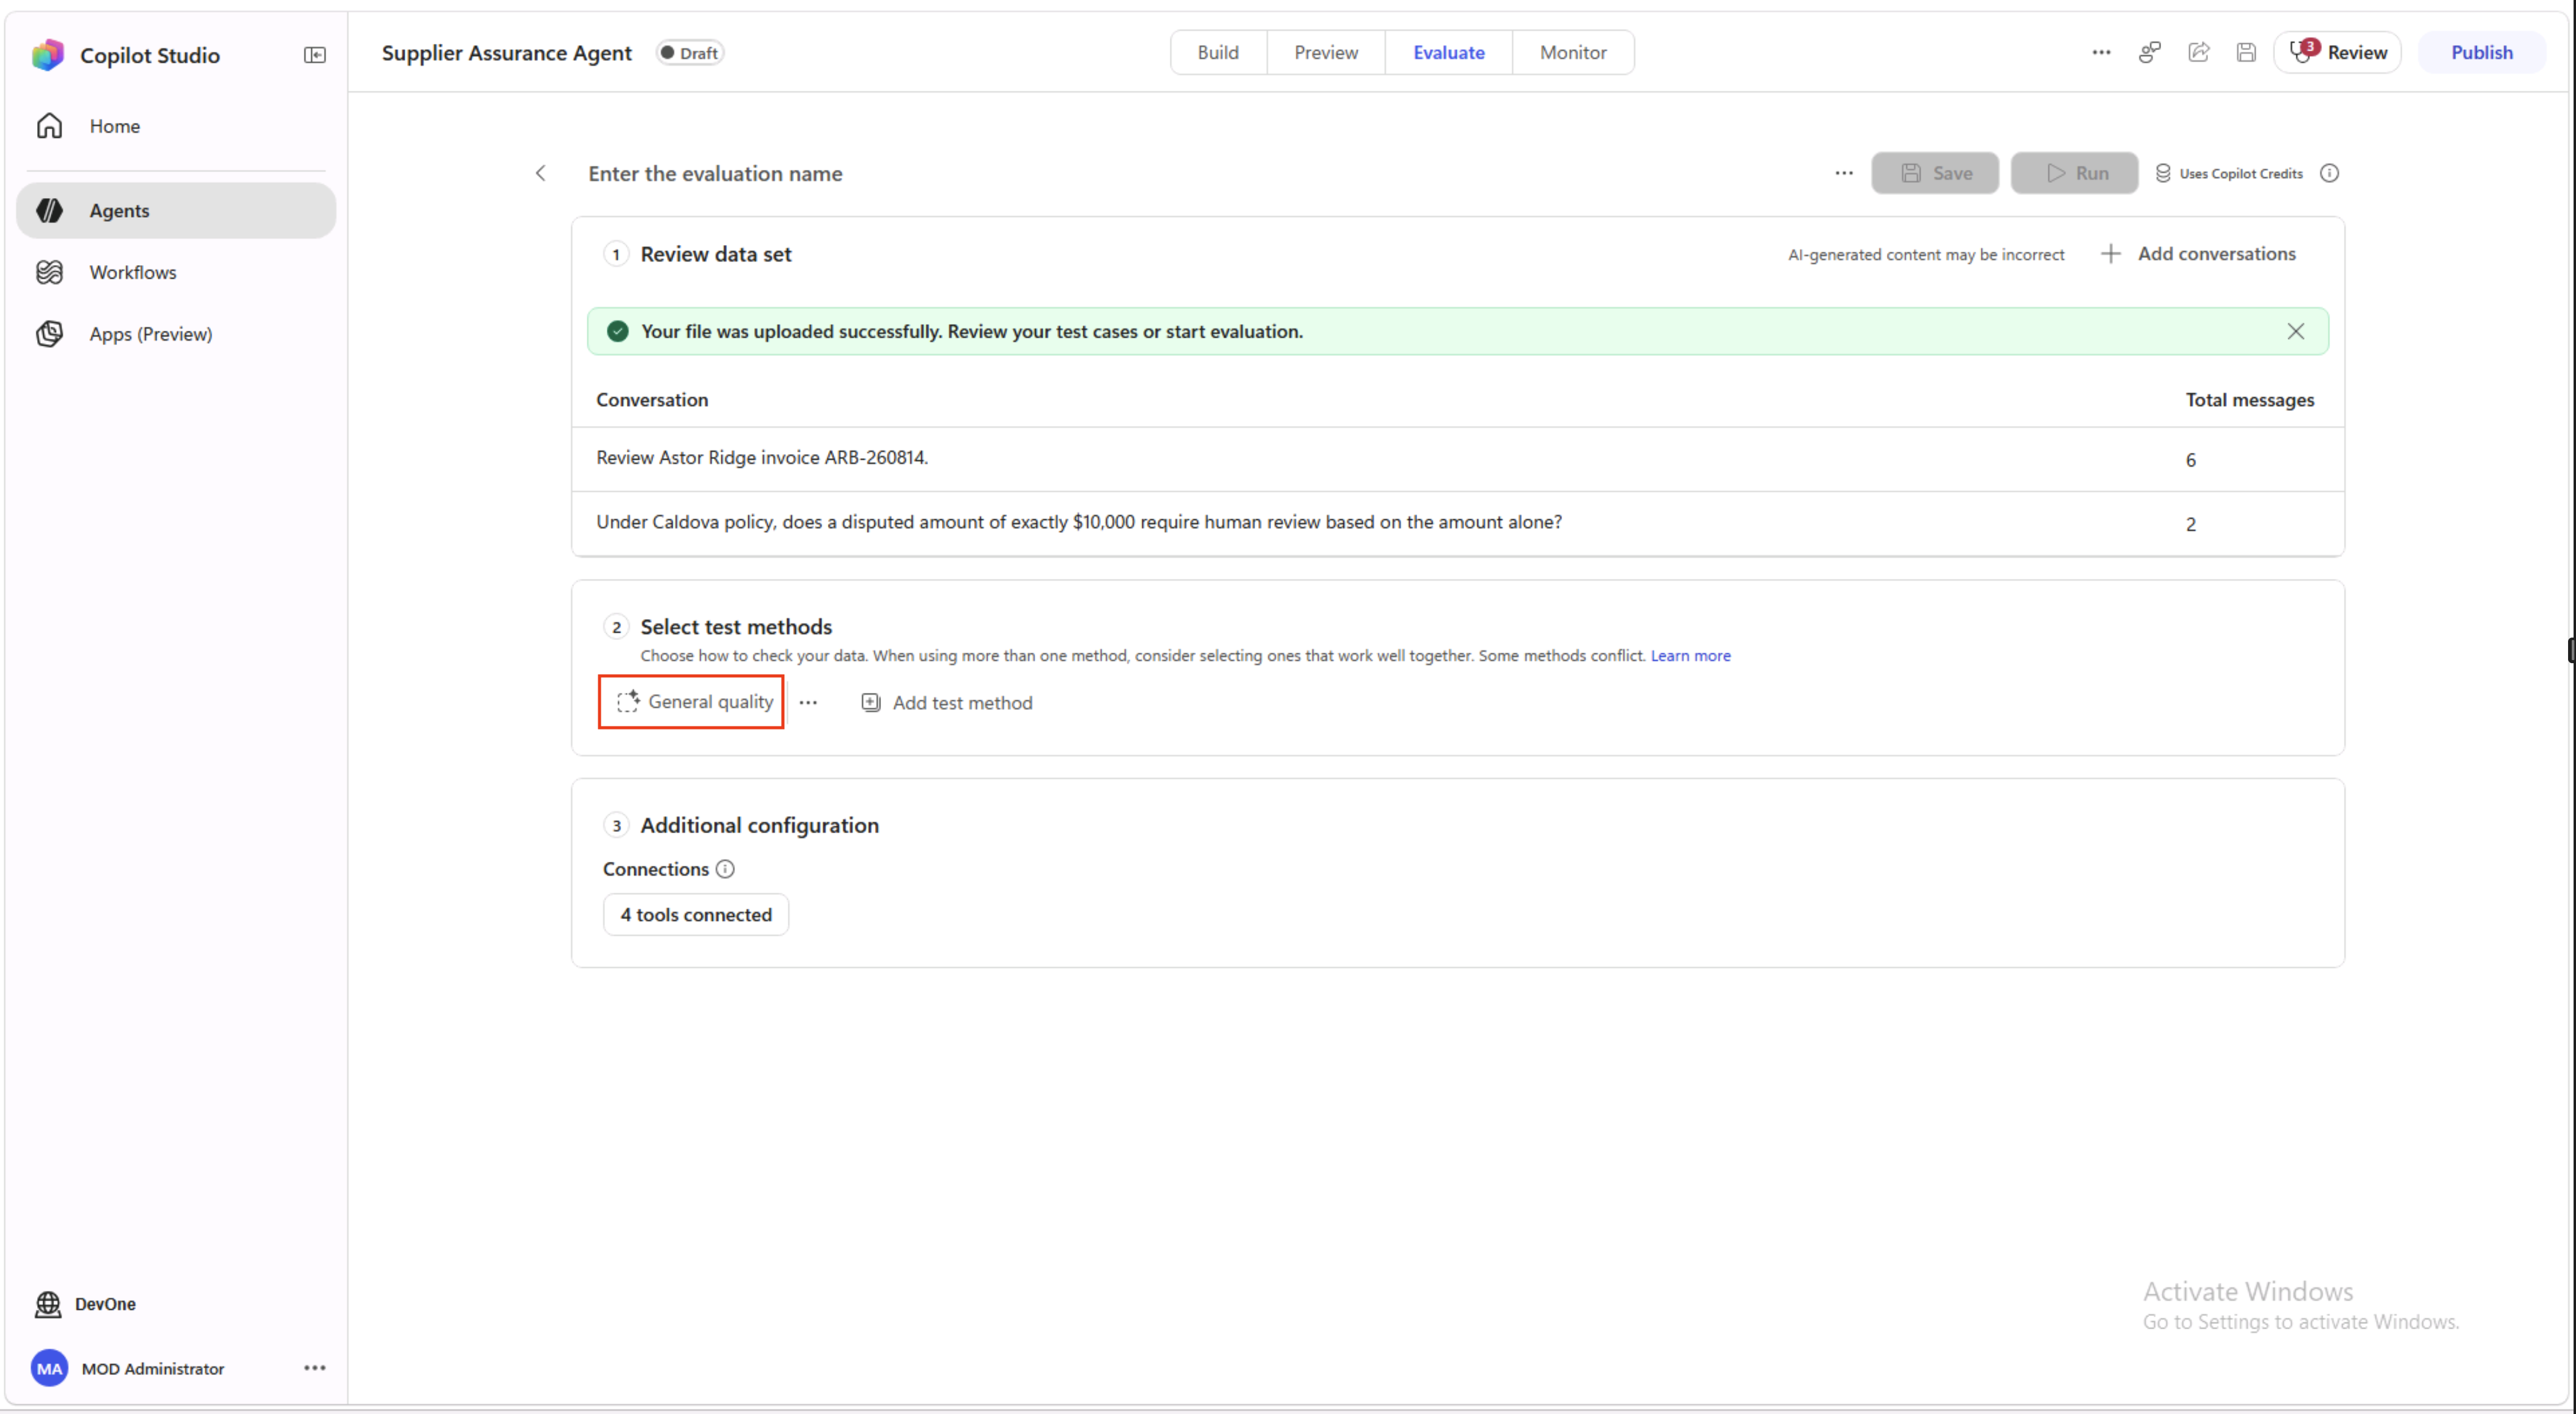 Copilot Studio
Supplier Assurance Agent
Draft
Build
Preview
Evaluate
Monitor
3
Review
Publish
Home
Agents
Workflows
Apps (Preview)
Enter the evaluation name
Save
Run
Uses Copilot Credits
1 Review data set
AI-generated content may be incorrect
Add conversations
Your file was uploaded successfully. Review your test cases or start evaluation.
Conversation
Total messages
Review Astor Ridge invoice ARB-260814.
6
Under Caldova policy, does a disputed amount of exactly $10,000 require human review based on the amount alone?
2
2 Select test methods
Choose how to check your data. When using more than one method, consider selecting ones that work well together. Some methods conflict. Learn more
General quality
Add test method
3 Additional configuration
Connections
4 tools connected
DevOne
MA MOD Administrator
Activate Windows
Go to Settings to activate Windows.